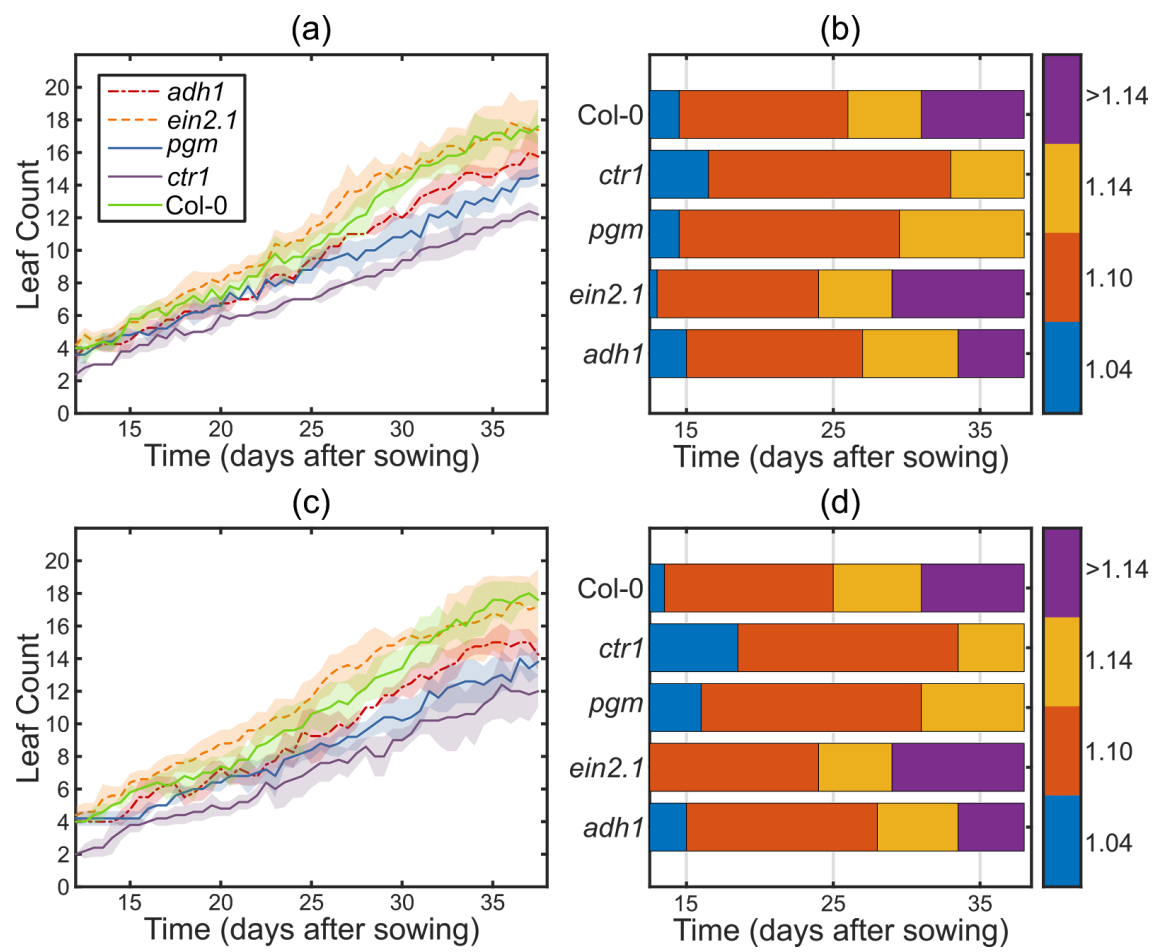 (a)
Leaf Count
20
18
16
14
12
10
8
6
4
2
0
adh1
ein2.1
pgm
ctr1
Col-0
15 20 25 30 35
Time (days after sowing)
(b)
Col-0
ctr1
pgm
ein2.1
adh1
15 25 35
Time (days after sowing)
>1.14
1.14
1.10
1.04
(c)
Leaf Count
20
18
16
14
12
10
8
6
4
2
0
15 20 25 30 35
Time (days after sowing)
(d)
Col-0
ctr1
pgm
ein2.1
adh1
15 25 35
Time (days after sowing)
>1.14
1.14
1.10
1.04